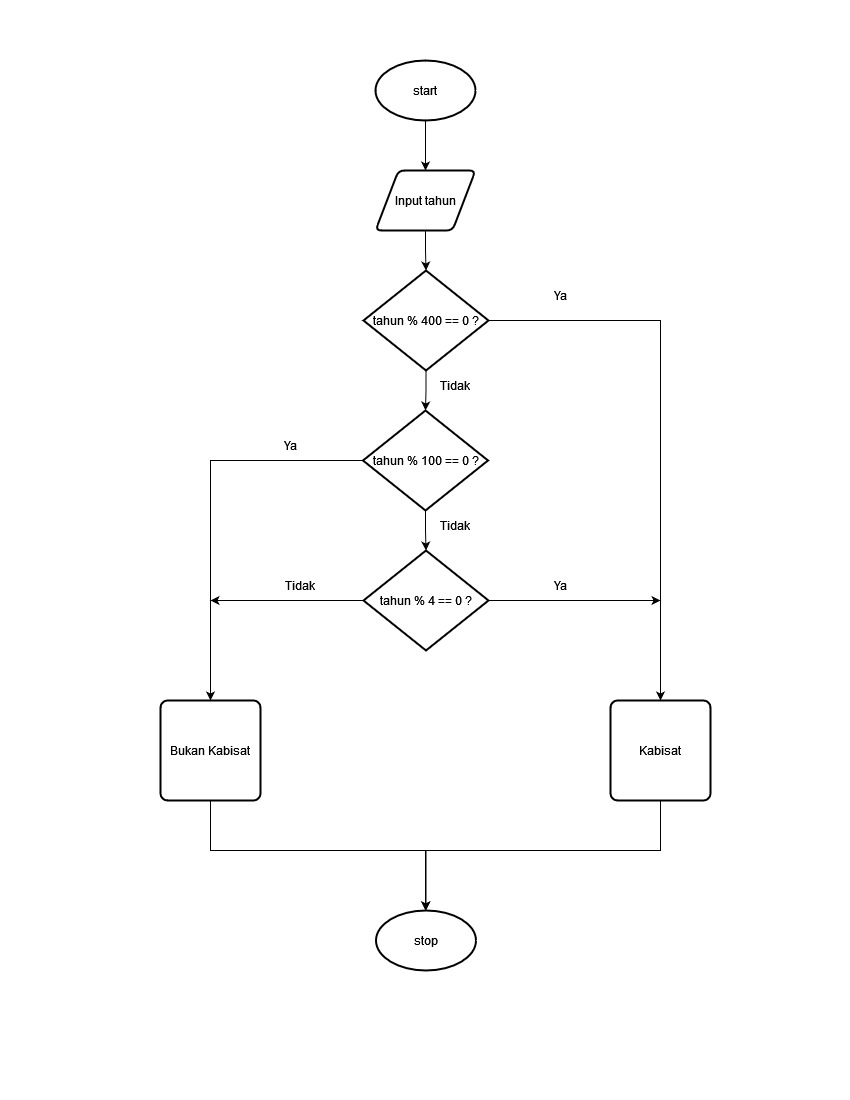 start
Input tahun
Ya
tahun % 400 == 0 ?
Tidak
Ya
tahun % 100 == 0 ?
Tidak
Tidak
tahun % 4 == 0 ?
Ya
Bukan Kabisat
Kabisat
stop